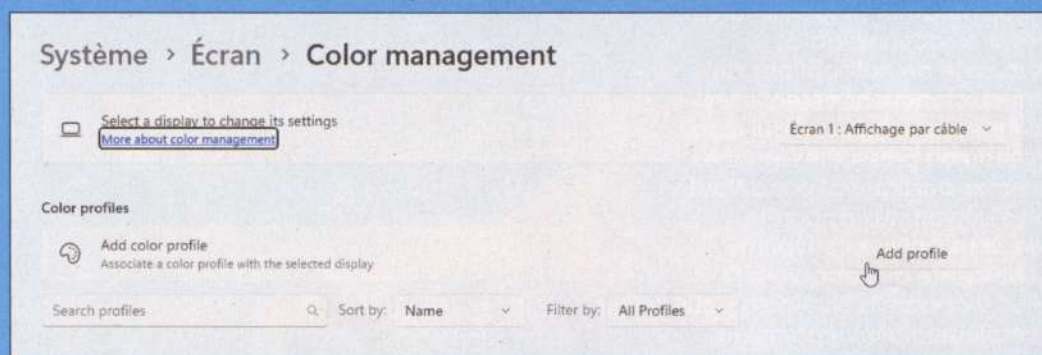 Système > Écran > Color management
Select a display to change its settings
More about color management
Écran 1 : Affichage par câble
Color profiles
Add color profile
Associate a color profile with the selected display
Add profile
Search profiles Sort by: Name Filter by: All Profiles